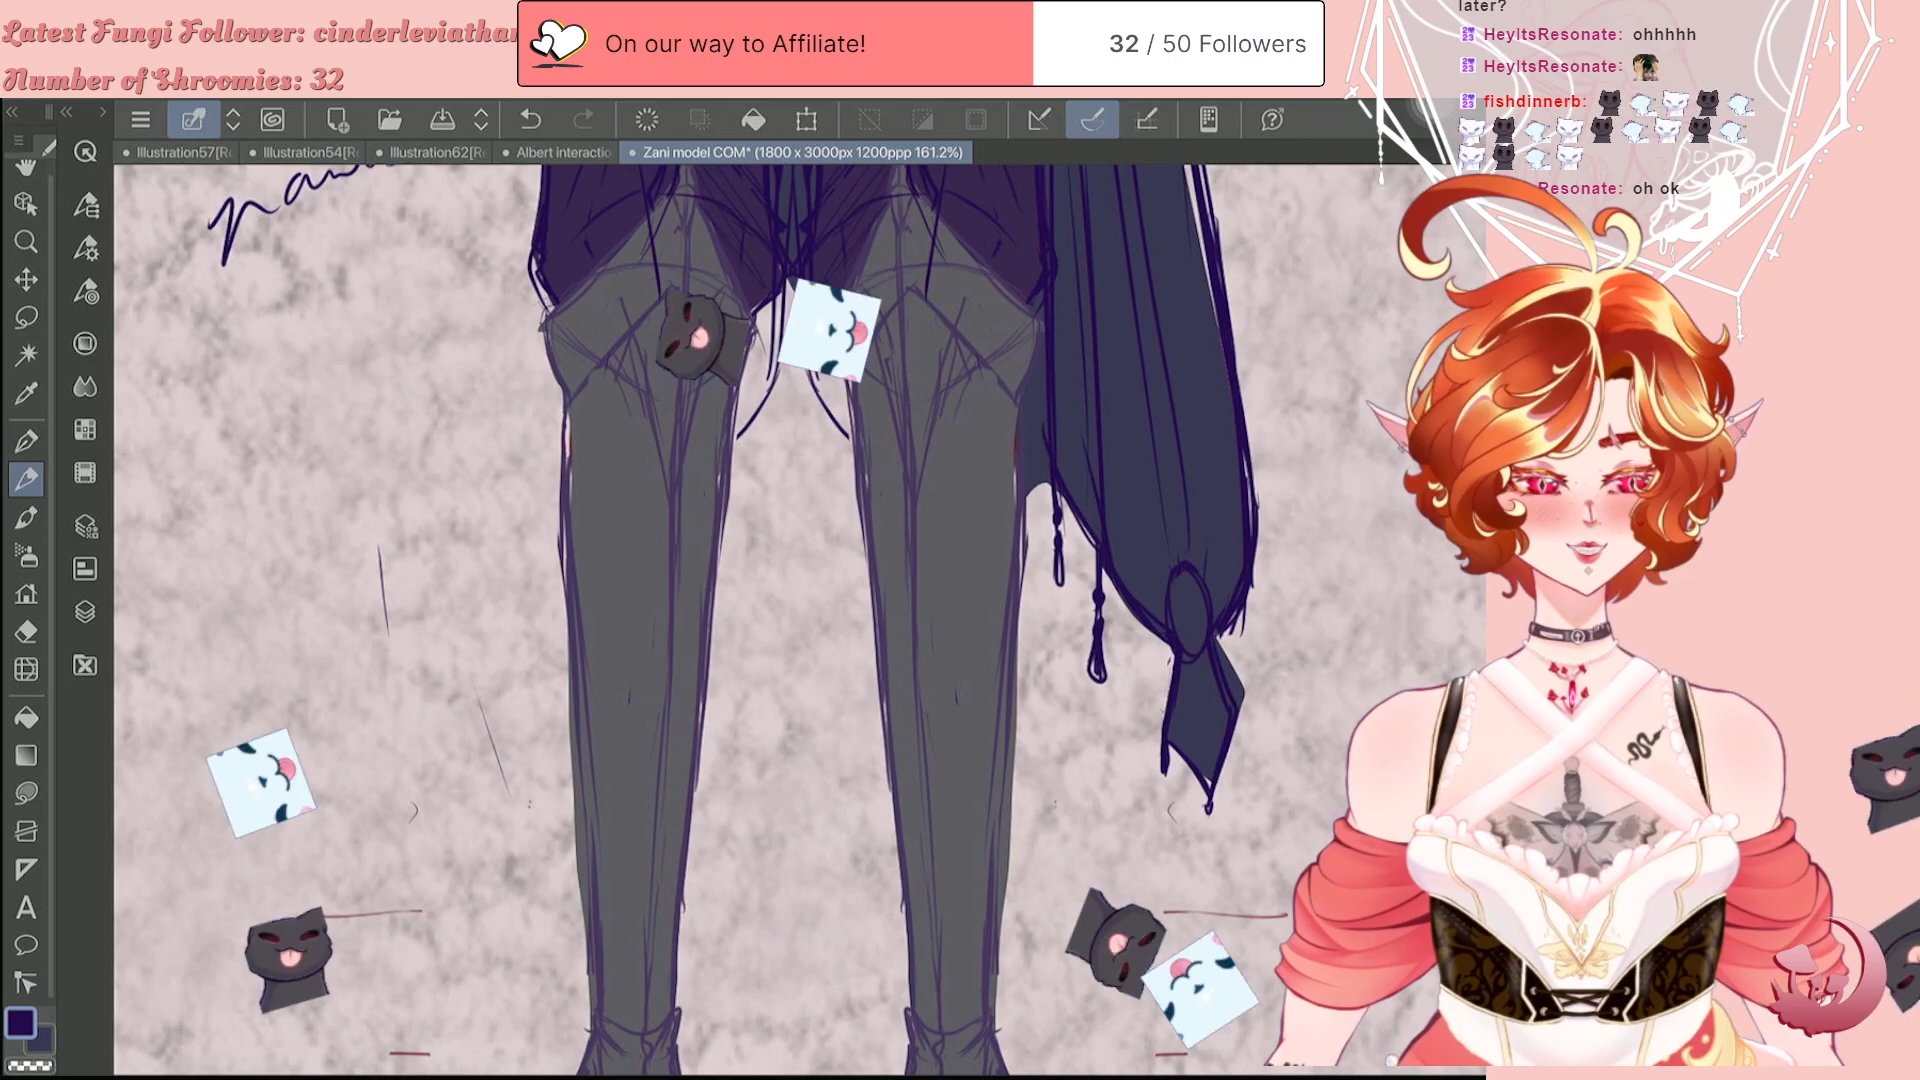 Latest Fungi Follower: cinderleviathan
Number of Shroomies: 32
On our way to Affiliate!
32 / 50 Followers
later?
HeyItsResonate: ohhhhh
HeyItsResonate:
fishdinnerb:
Resonate: oh ok
Illustration57[R
Illustration54[R
Illustration62[R
Albert interactio
Zani model COM* (1800 x 3000px 1200ppp 161.2%)